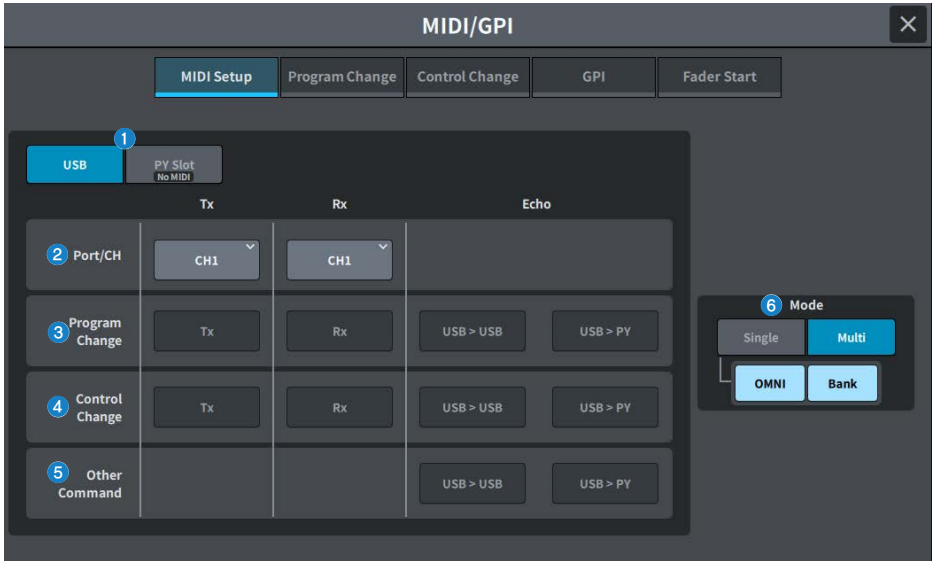 MIDI/GPI
MIDI Setup Program Change Control Change GPI Fader Start
1
USB PY Slot
No MIDI
Tx Rx Echo
2 Port/CH CH1 CH1
3 Program
Change
Tx Rx USB > USB USB > PY
4 Control
Change
Tx Rx USB > USB USB > PY
5 Other
Command
USB > USB USB > PY
6 Mode
Single Multi
OMNI Bank